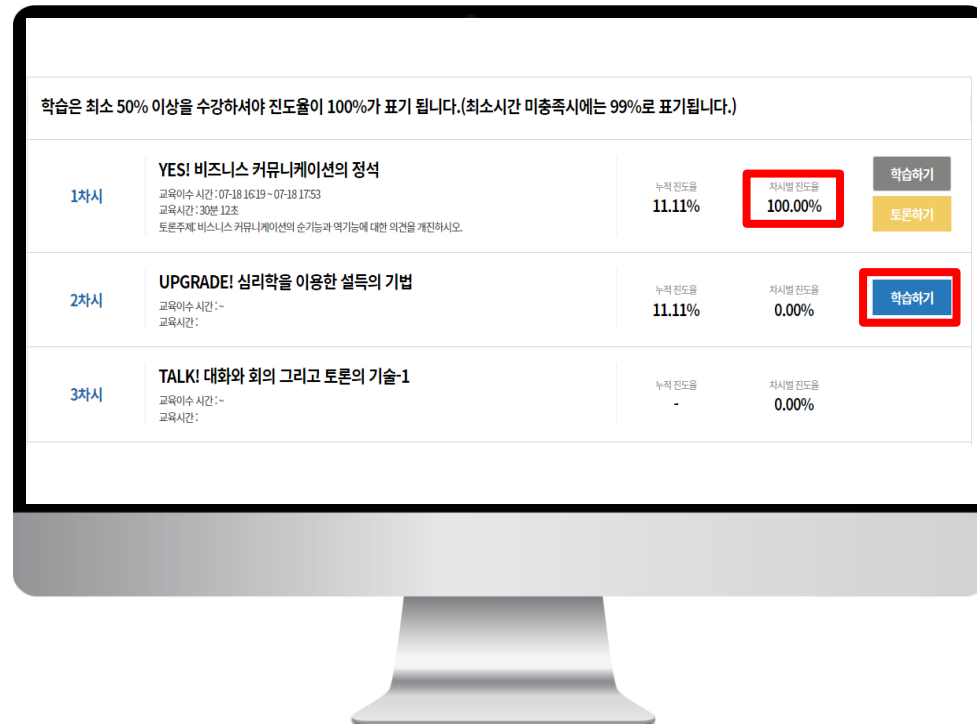 학습은 최소 50% 이상을 수강하셔야 진도율이 100%가 표기 됩니다.(최소시간 미충족시에는 99%로 표기됩니다.)
1차시
YES! 비즈니스 커뮤니케이션의 정석
교육이수 시간 : 07-18 16:19 ~ 07-18 17:53
교육시간 : 30분 12초
토론주제: 비스니스 커뮤니케이션의 순기능과 역기능에 대한 의견을 개진하시오.
누적 진도율
11.11%
차시별 진도율
100.00%
학습하기
토론하기
2차시
UPGRADE! 심리학을 이용한 설득의 기법
교육이수 시간 : ~
교육시간 :
누적 진도율
11.11%
차시별 진도율
0.00%
학습하기
3차시
TALK! 대화와 회의 그리고 토론의 기술-1
교육이수 시간 : ~
교육시간 :
누적 진도율
-
차시별 진도율
0.00%